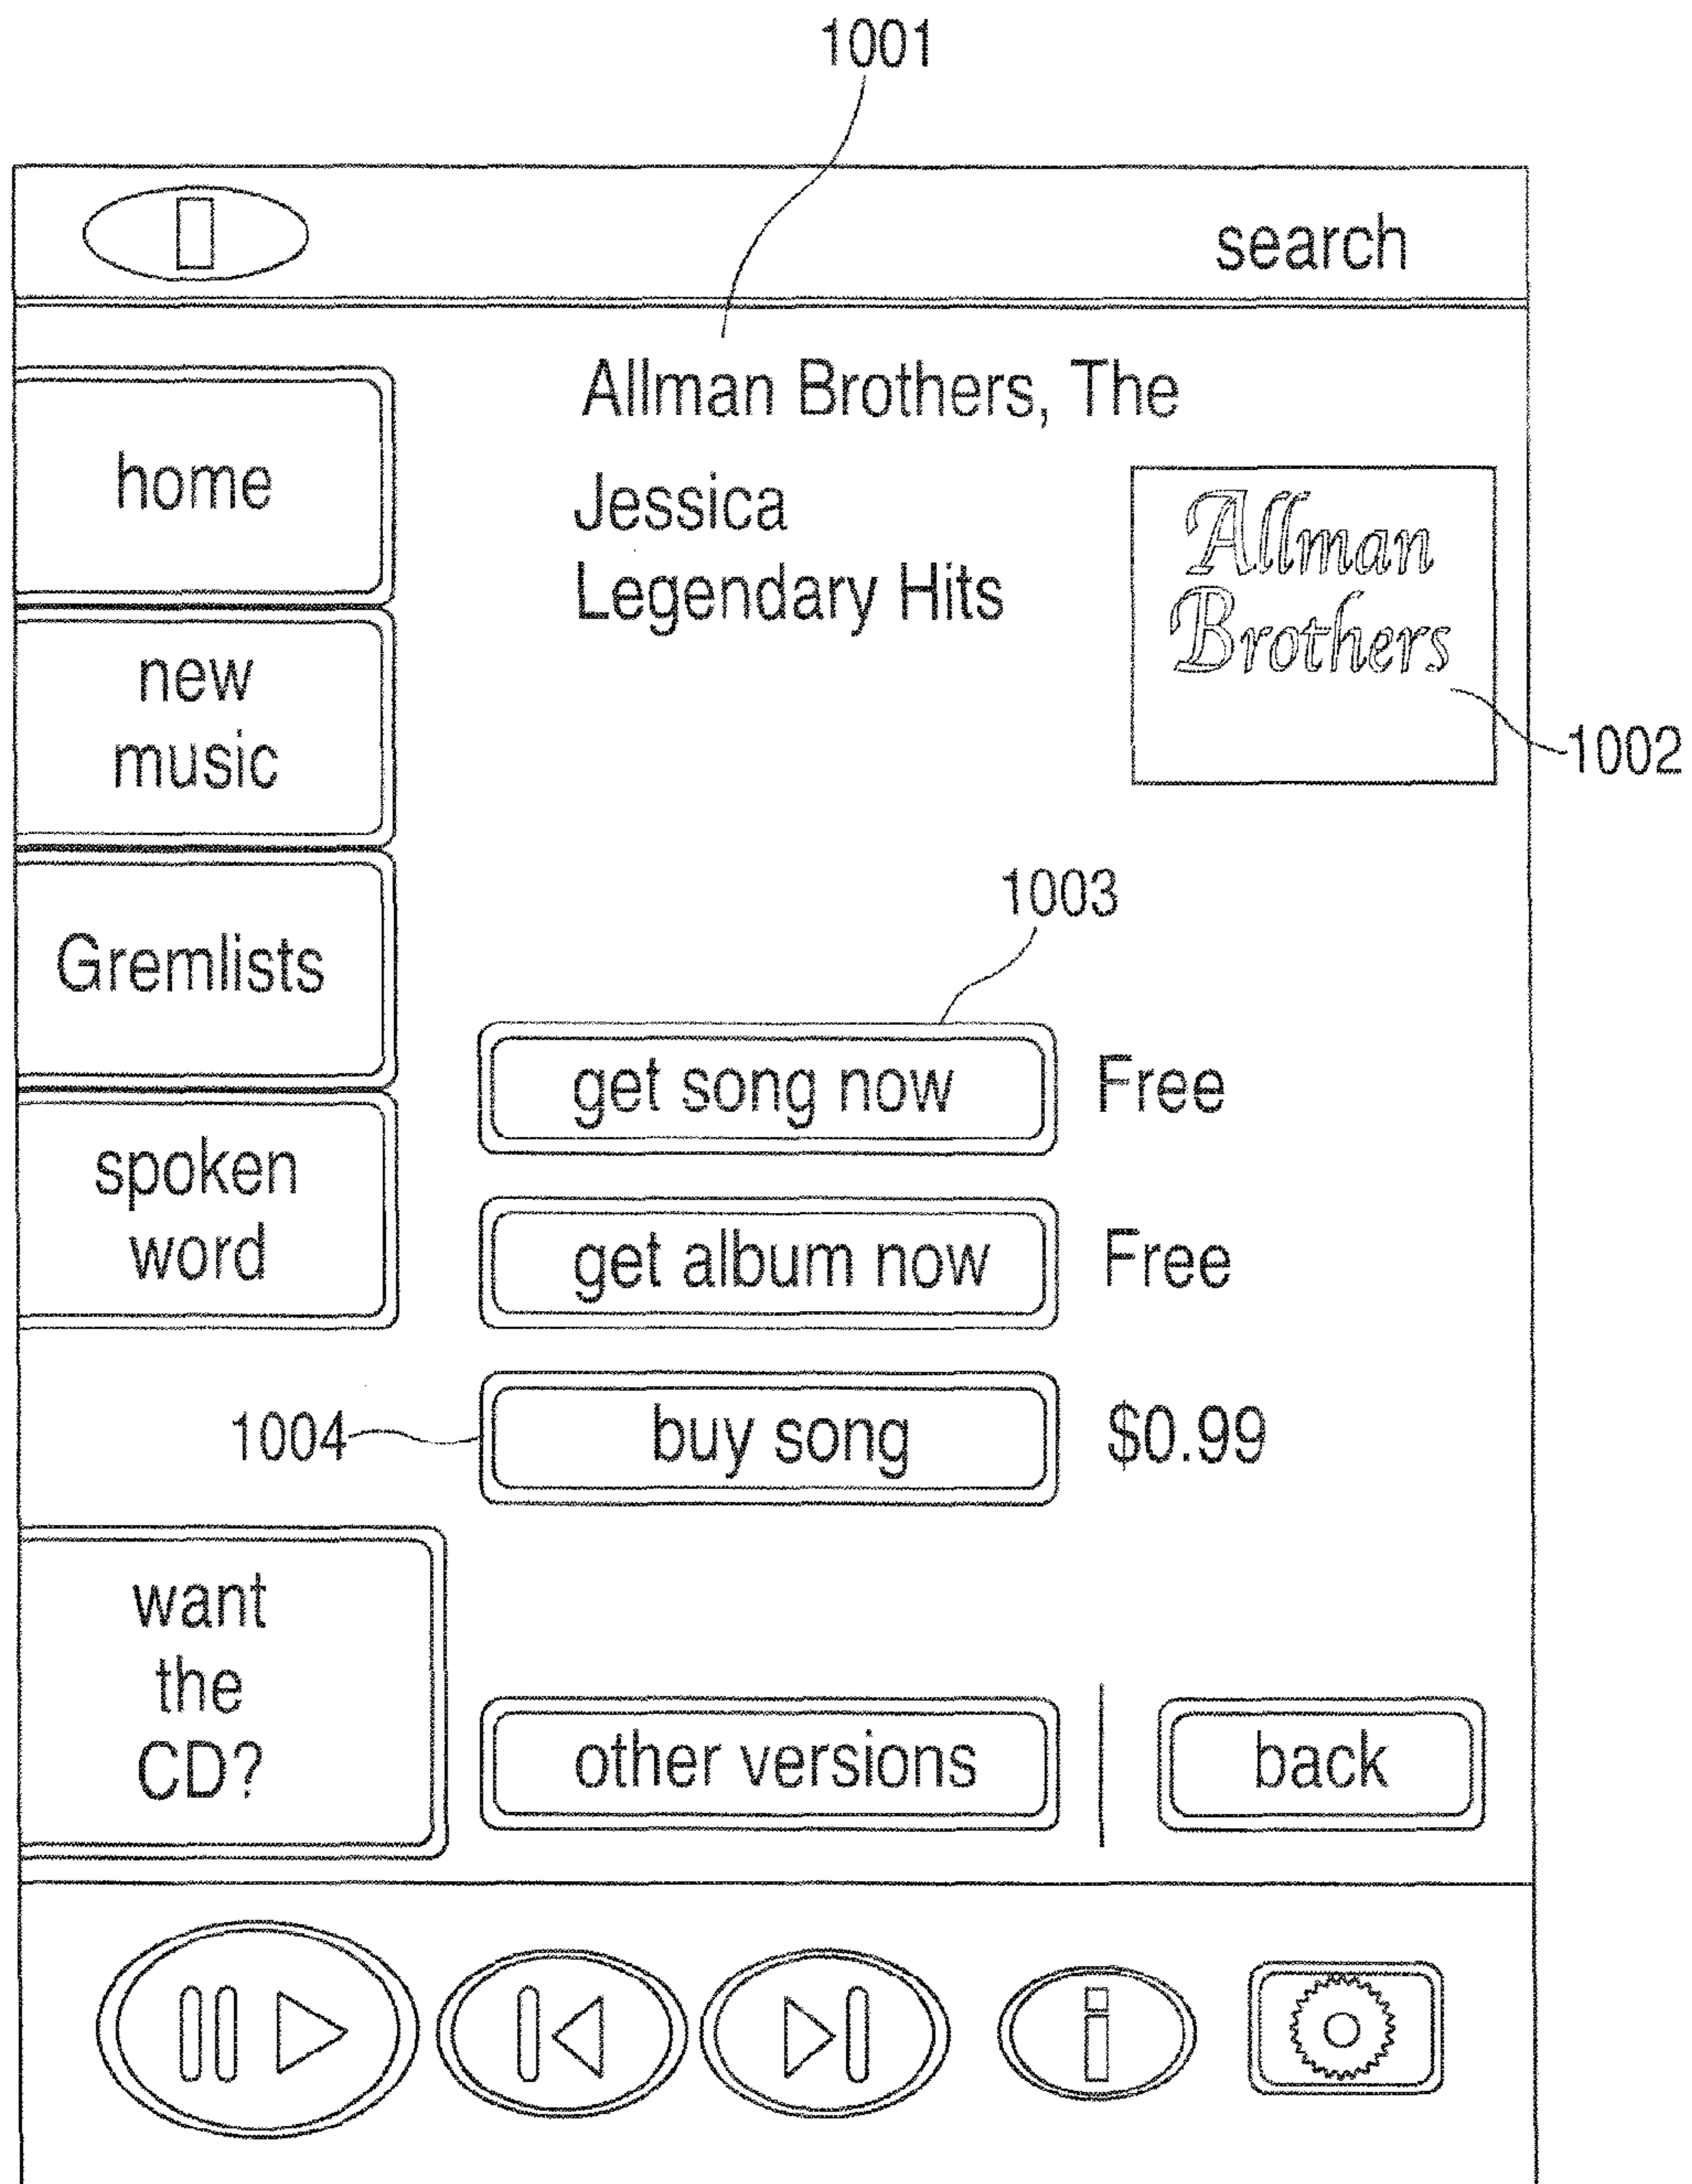 1001
search
Allman Brothers, The
home
Jessica
Legendary Hits
Allman
Brothers
new
music
1002
Gremlists
1003
get song now Free
spoken
word
get album now Free
1004 buy song $0.99
want
the
CD?
other versions back
i